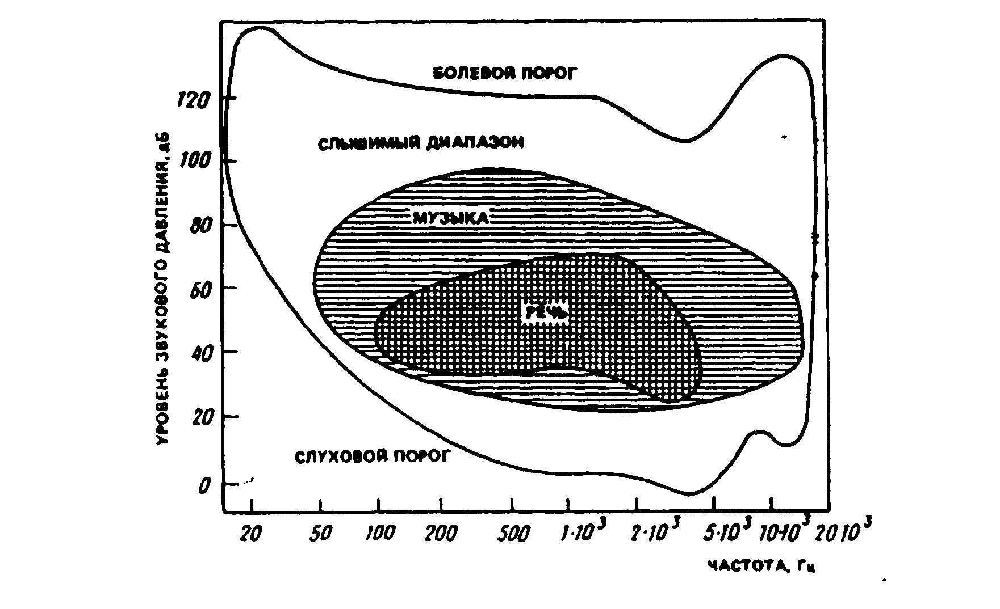 БОЛЕВОЙ ПОРОГ
120
СЛЫШИМЫЙ ДИАПАЗОН
100
МУЗЫКА
80
60
РЕЧЬ
40
20
СЛУХОВОЙ ПОРОГ
0
УРОВЕНЬ ЗВУКОВОГО ДАВЛЕНИЯ, дБ
20 50 100 200 500 1·10³ 2·10³ 5·10³ 10·10³ 20 10³
ЧАСТОТА, Гц